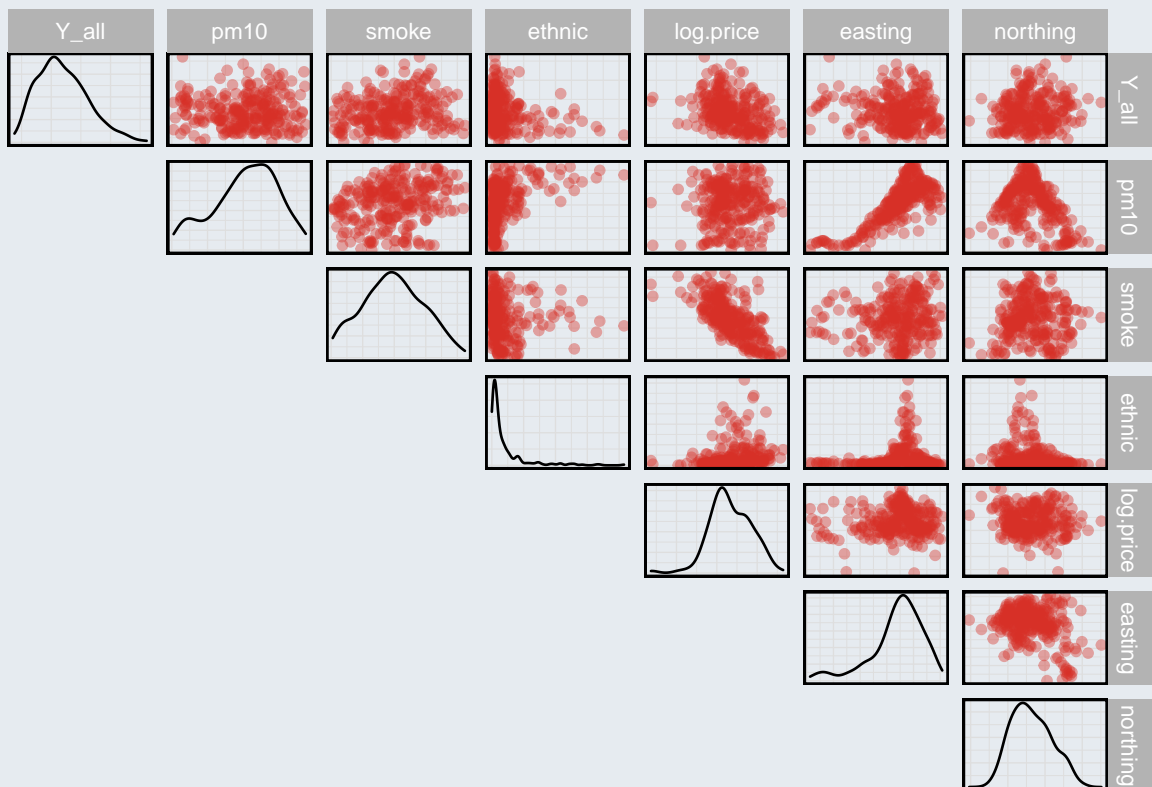 Y_all pm10 smoke ethnic log.price easting northing
Y_all
pm10
smoke
ethnic
log.price
easting
northing